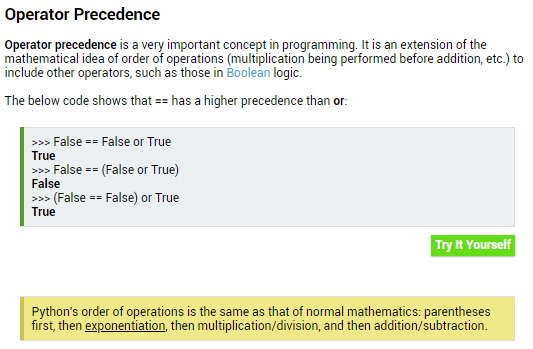 Operator Precedence
Operator precedence is a very important concept in programming. It is an extension of the
mathematical idea of order of operations (multiplication being performed before addition, etc.) to
include other operators, such as those in Boolean logic.
The below code shows that == has a higher precedence than or:
>>> False == False or True
True
>>> False == (False or True)
False
>>> (False == False) or True
True
Try It Yourself
Python's order of operations is the same as that of normal mathematics: parentheses
first, then exponentiation, then multiplication/division, and then addition/subtraction.